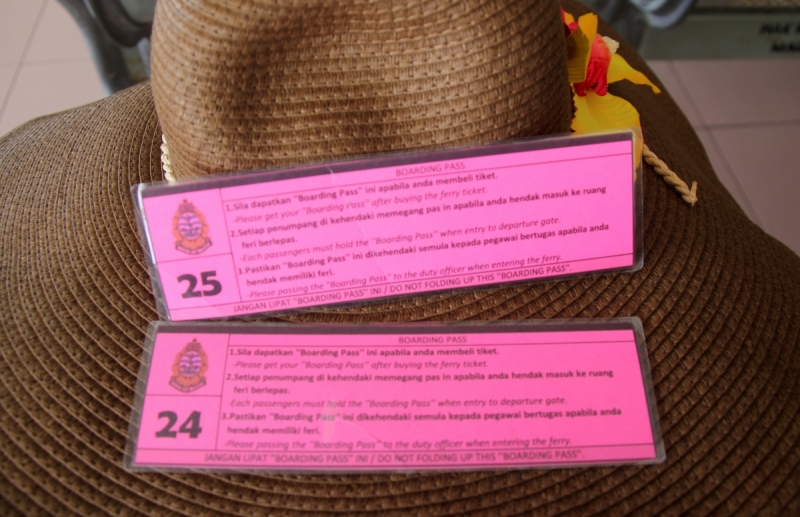 BOARDING PASS
1.Sila dapatkan "Boarding Pass" ini apabila anda membeli tiket.
-Please get your "Boarding Pass" after buying the ferry ticket.
2.Setiap penumpang di kehendaki memegang pas in apabila anda hendak masuk ke ruang
feri berlepas.
-Each passengers must hold the "Boarding Pass" when entry to departure gate.
3.Pastikan "Boarding Pass" ini dikehendaki semula kepada pegawai bertugas apabila anda
hendak memiliki feri.
-Please passing the "Boarding Pass" to the duty officer when entering the ferry.
25
JANGAN LIPAT "BOARDING PASS" INI / DO NOT FOLDING UP THIS "BOARDING PASS".
BOARDING PASS
1.Sila dapatkan "Boarding Pass" ini apabila anda membeli tiket.
-Please get your "Boarding Pass" after buying the ferry ticket.
2.Setiap penumpang di kehendaki memegang pas in apabila anda hendak masuk ke ruang
feri berlepas.
-Each passengers must hold the "Boarding Pass" when entry to departure gate.
3.Pastikan "Boarding Pass" ini dikehendaki semula kepada pegawai bertugas apabila anda
hendak memiliki feri.
-Please passing the "Boarding Pass" to the duty officer when entering the ferry.
24
JANGAN LIPAT "BOARDING PASS" INI / DO NOT FOLDING UP THIS "BOARDING PASS".